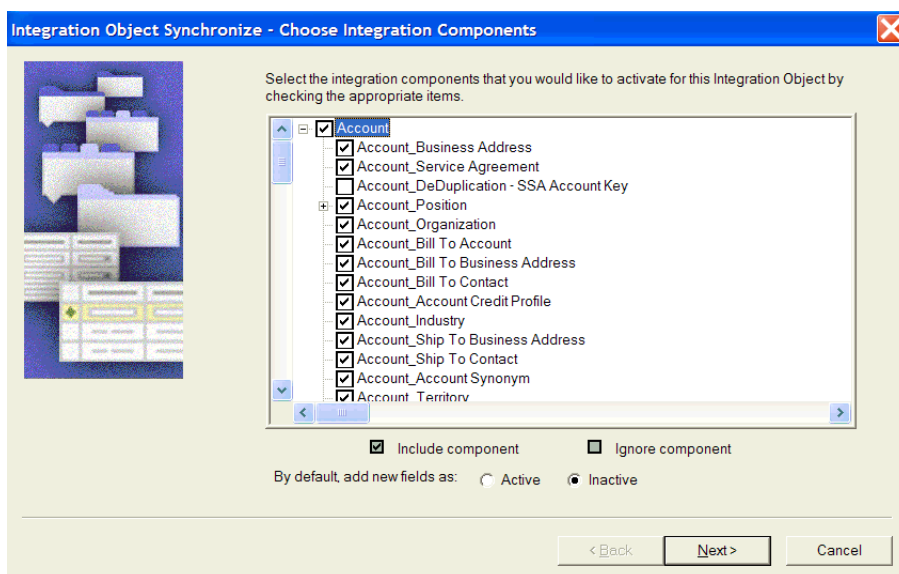 Integration Object Synchronize - Choose Integration Components
Select the integration components that you would like to activate for this Integration Object by
checking the appropriate items.
Account
Account_Business Address
Account_Service Agreement
Account_DeDuplication - SSA Account Key
Account_Position
Account_Organization
Account_Bill To Account
Account_Bill To Business Address
Account_Bill To Contact
Account_Account Credit Profile
Account_Industry
Account_Ship To Business Address
Account_Ship To Contact
Account_Account Synonym
Account_Territory
Include component Ignore component
By default, add new fields as: Active Inactive
< Back Next > Cancel